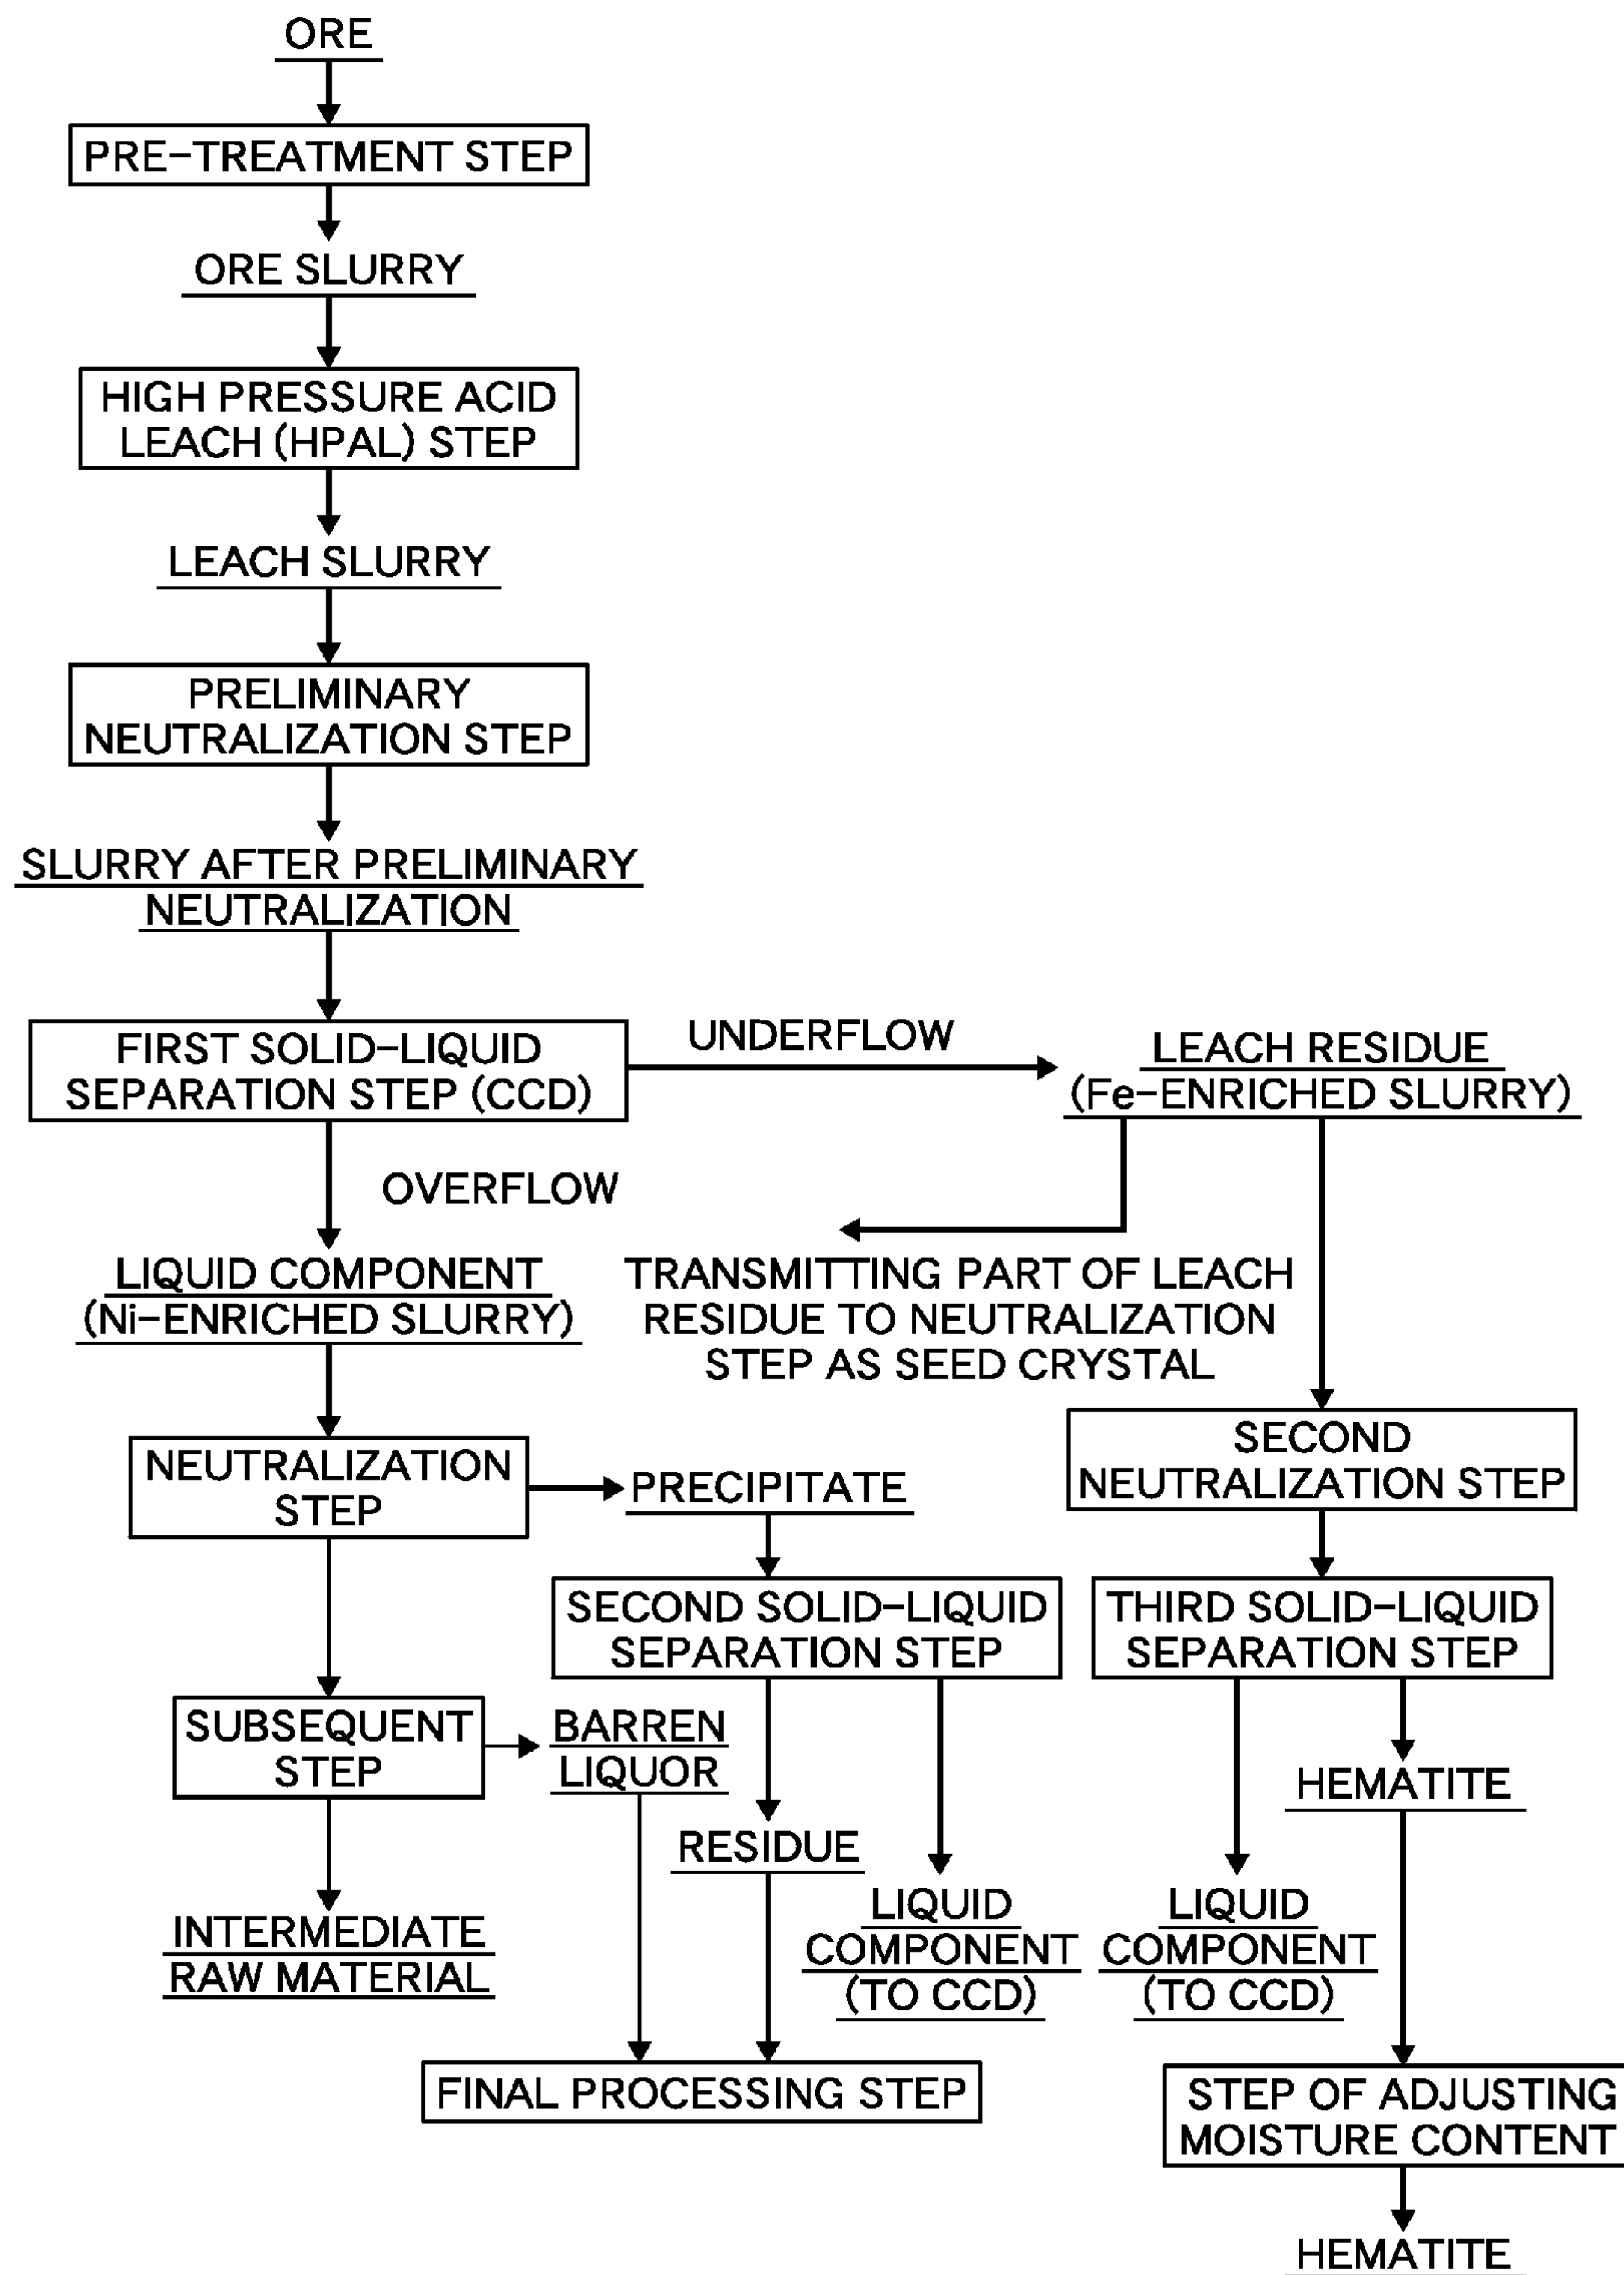 ORE
PRE-TREATMENT STEP
ORE SLURRY
HIGH PRESSURE ACID
LEACH (HPAL) STEP
LEACH SLURRY
PRELIMINARY
NEUTRALIZATION STEP
SLURRY AFTER PRELIMINARY
NEUTRALIZATION
FIRST SOLID-LIQUID
SEPARATION STEP (CCD)
UNDERFLOW
LEACH RESIDUE
(Fe-ENRICHED SLURRY)
OVERFLOW
LIQUID COMPONENT
(Ni-ENRICHED SLURRY)
TRANSMITTING PART OF LEACH
RESIDUE TO NEUTRALIZATION
STEP AS SEED CRYSTAL
NEUTRALIZATION
STEP
PRECIPITATE
SECOND
NEUTRALIZATION STEP
SECOND SOLID-LIQUID
SEPARATION STEP
THIRD SOLID-LIQUID
SEPARATION STEP
SUBSEQUENT
STEP
BARREN
LIQUOR
HEMATITE
RESIDUE
INTERMEDIATE
RAW MATERIAL
LIQUID
COMPONENT
(TO CCD)
LIQUID
COMPONENT
(TO CCD)
FINAL PROCESSING STEP
STEP OF ADJUSTING
MOISTURE CONTENT
HEMATITE